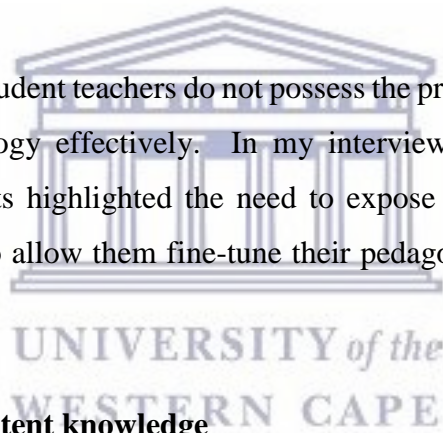 udent teachers do not possess the pr
ogy effectively. In my interview
ts highlighted the need to expose
o allow them fine-tune their pedago
UNIVERSITY of the
WESTERN CAPE
tent knowledge